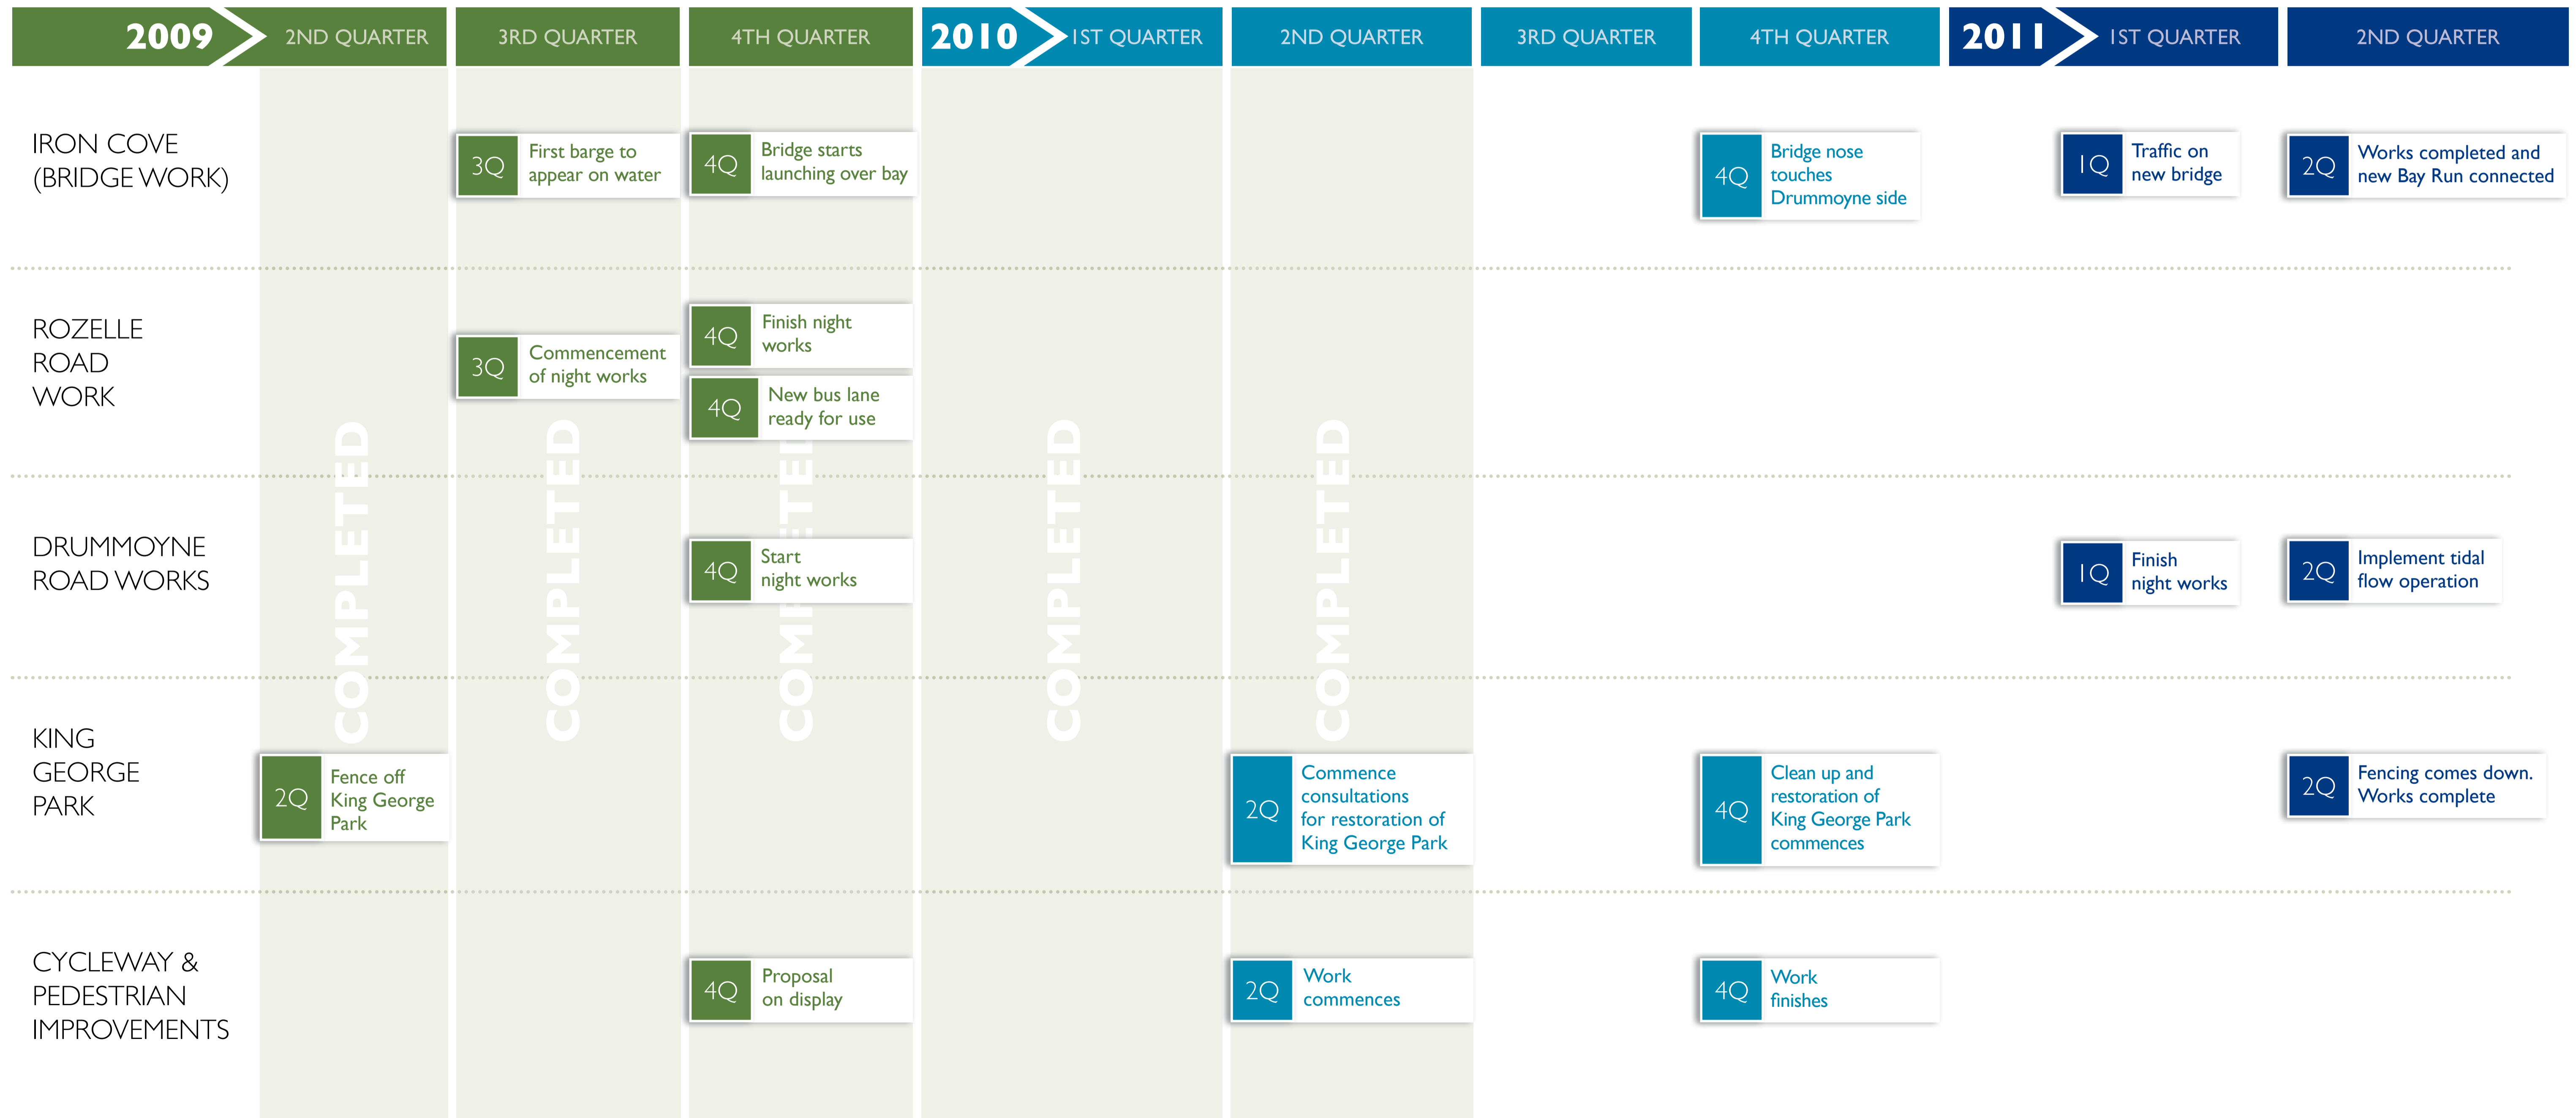 2009
2ND QUARTER
3RD QUARTER
4TH QUARTER
2010
1ST QUARTER
2ND QUARTER
3RD QUARTER
4TH QUARTER
2011
1ST QUARTER
2ND QUARTER
IRON COVE
(BRIDGE WORK)
3Q
First barge to
appear on water
4Q
Bridge starts
launching over bay
4Q
Bridge nose
touches
Drummoyne side
1Q
Traffic on
new bridge
2Q
Works completed and
new Bay Run connected
ROZELLE
ROAD
WORK
3Q
Commencement
of night works
4Q
Finish night
works
4Q
New bus lane
ready for use
COMPLETED
COMPLETED
COMPLETED
COMPLETED
COMPLETED
DRUMMOYNE
ROAD WORKS
4Q
Start
night works
1Q
Finish
night works
2Q
Implement tidal
flow operation
KING
GEORGE
PARK
2Q
Fence off
King George
Park
2Q
Commence
consultations
for restoration of
King George Park
4Q
Clean up and
restoration of
King George Park
commences
2Q
Fencing comes down.
Works complete
CYCLEWAY &
PEDESTRIAN
IMPROVEMENTS
4Q
Proposal
on display
2Q
Work
commences
4Q
Work
finishes